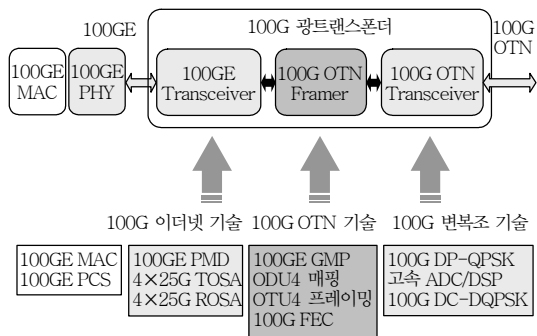 100GE
100G 광트랜스폰더
100G
OTN
100GE
MAC
100GE
PHY
100GE
Transceiver
100G OTN
Framer
100G OTN
Transceiver
100G 이더넷 기술
100G OTN 기술
100G 변복조 기술
100GE MAC
100GE PCS
100GE PMD
4×25G TOSA
4×25G ROSA
100GE GMP
ODU4 매핑
OTU4 프레이밍
100G FEC
100G DP-QPSK
고속 ADC/DSP
100G DC-DQPSK